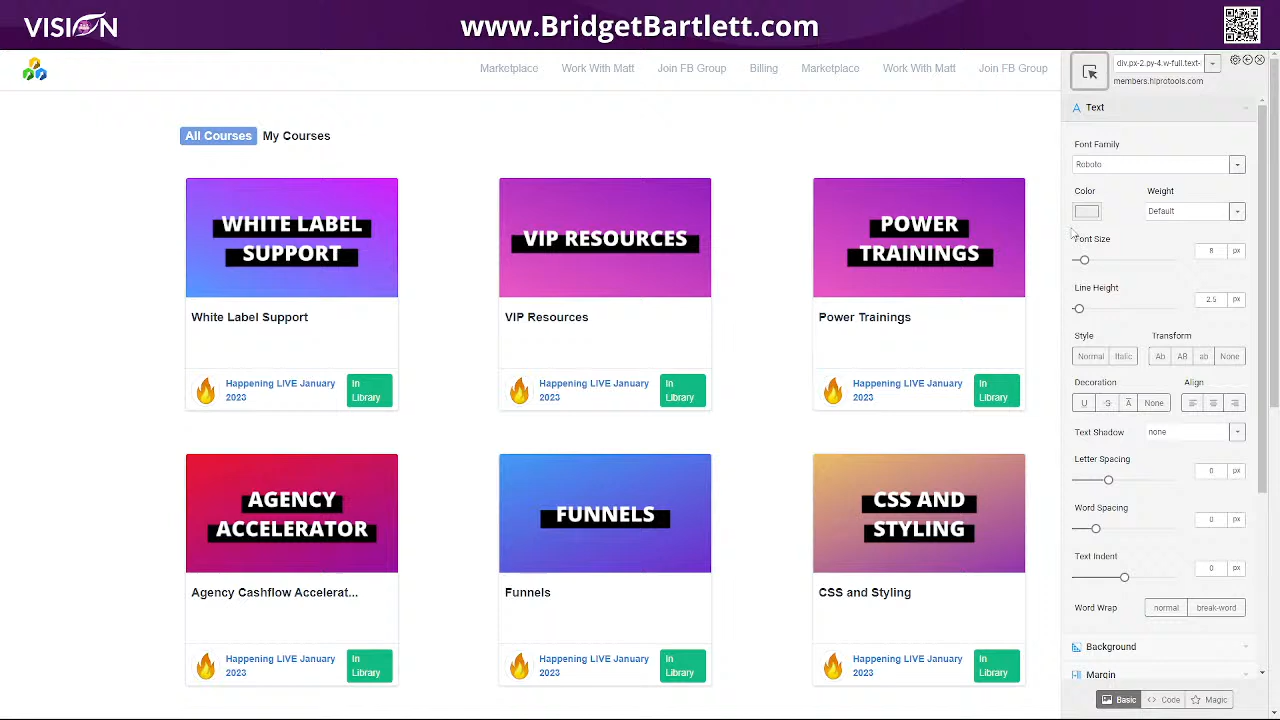 VISION
www.BridgetBartlett.com
Marketplace Work With Matt Join FB Group Billing Marketplace Work With Matt Join FB Group
div.px-2.py-4.w-full.text-
members.hlprotools.com
Text
All Courses My Courses
Font Family
Roboto
Color Weight
Default
Font Size
8 px
Line Height
2.5 px
Style Transform
Normal Italic Ab AB ab None
Decoration Align
U S A None
Text Shadow none
Letter Spacing
0 px
Word Spacing
0 px
Text Indent
0 px
Word Wrap normal break-word
Background
Margin
Basic <> Code Magic
WHITE LABEL
SUPPORT
White Label Support
Happening LIVE January
2023
In
Library
VIP RESOURCES
VIP Resources
Happening LIVE January
2023
In
Library
POWER
TRAININGS
Power Trainings
Happening LIVE January
2023
In
Library
AGENCY
ACCELERATOR
Agency Cashflow Accelerat...
Happening LIVE January
2023
In
Library
FUNNELS
Funnels
Happening LIVE January
2023
In
Library
CSS AND
STYLING
CSS and Styling
Happening LIVE January
2023
In
Library